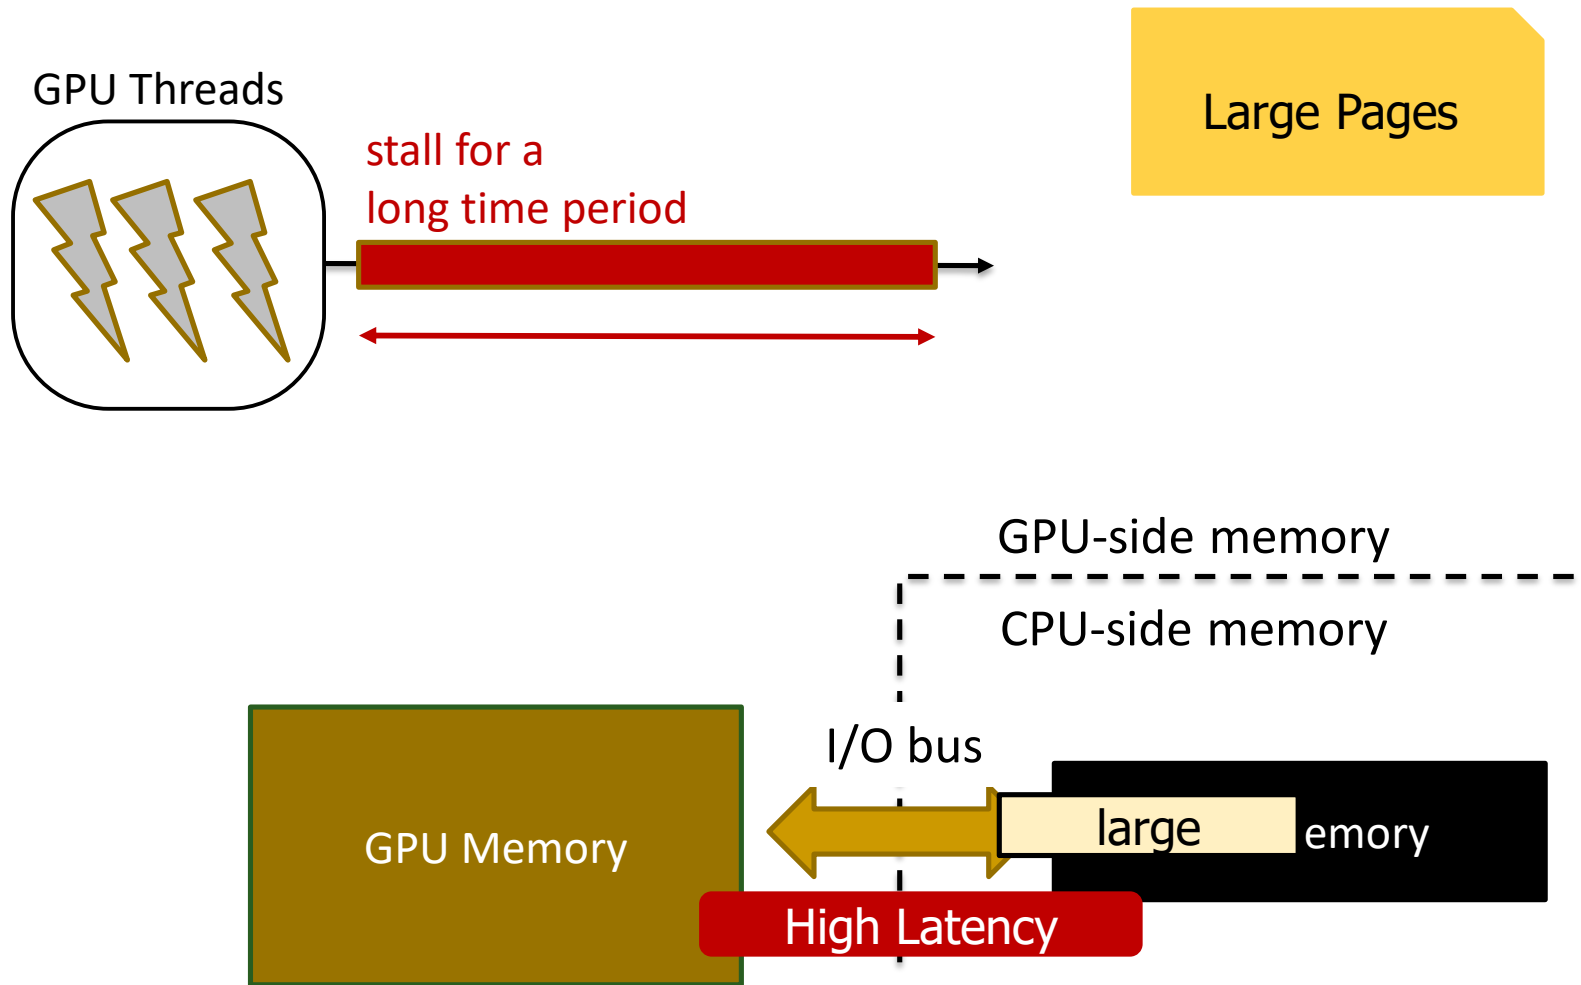 GPU Threads
Large Pages
stall for a
long time period
GPU-side memory
CPU-side memory
I/O bus
GPU Memory
large
emory
High Latency